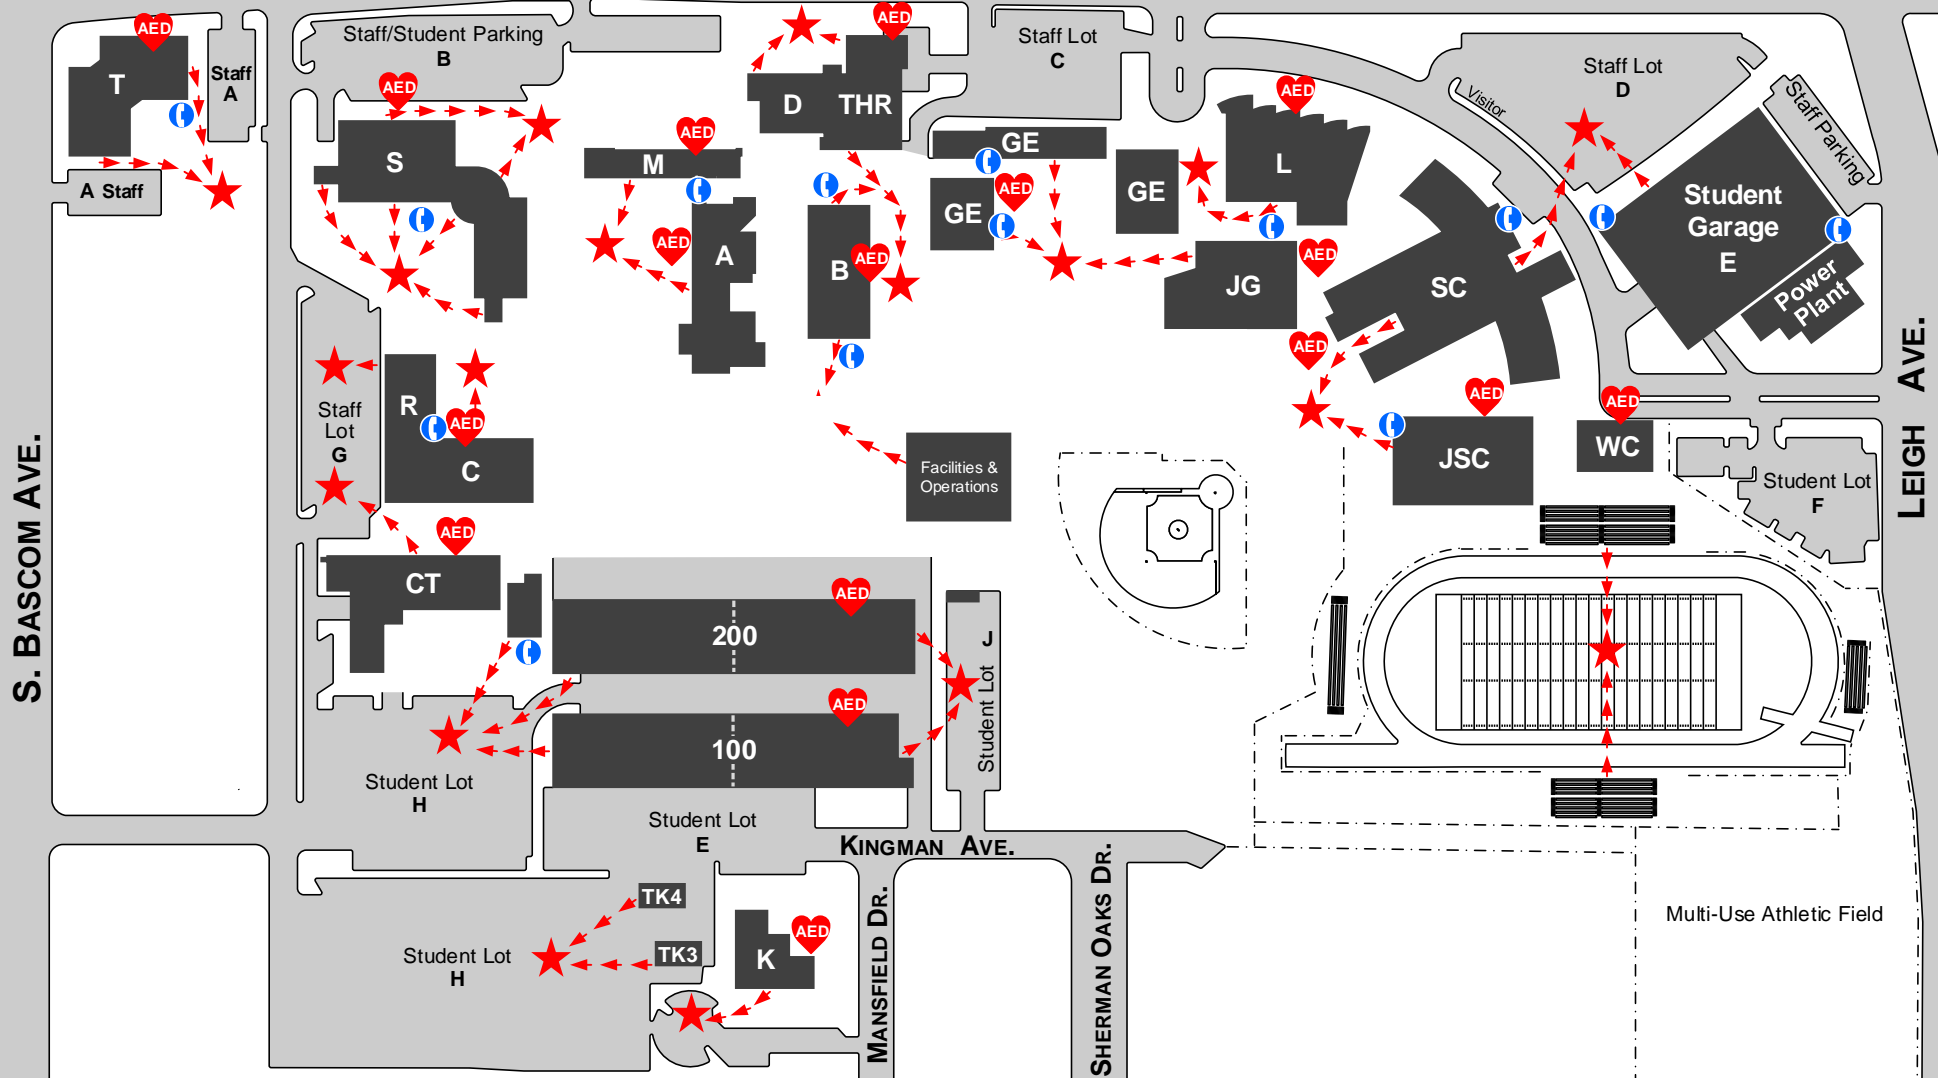 AED
T
Staff
A
A Staff
Staff/Student Parking
B
AED
S
AED
M
AED
A
D
THR
AED
B
AED
Staff Lot
C
GE
GE
AED
GE
L
AED
JG
AED
Visitor
Staff Lot
D
Staff Parking
Student
Garage
E
Power
Plant
SC
AED
JSC
AED
WC
AED
Student Lot
F
LEIGH AVE.
S. BASCOM AVE.
Staff
Lot
G
R
AED
C
AED
CT
Facilities &
Operations
200
AED
100
AED
Student Lot J
Student Lot
H
Student Lot
E
KINGMAN AVE.
MANSFIELD DR.
SHERMAN OAKS DR.
TK4
TK3
K
AED
Student Lot
H
Multi-Use Athletic Field